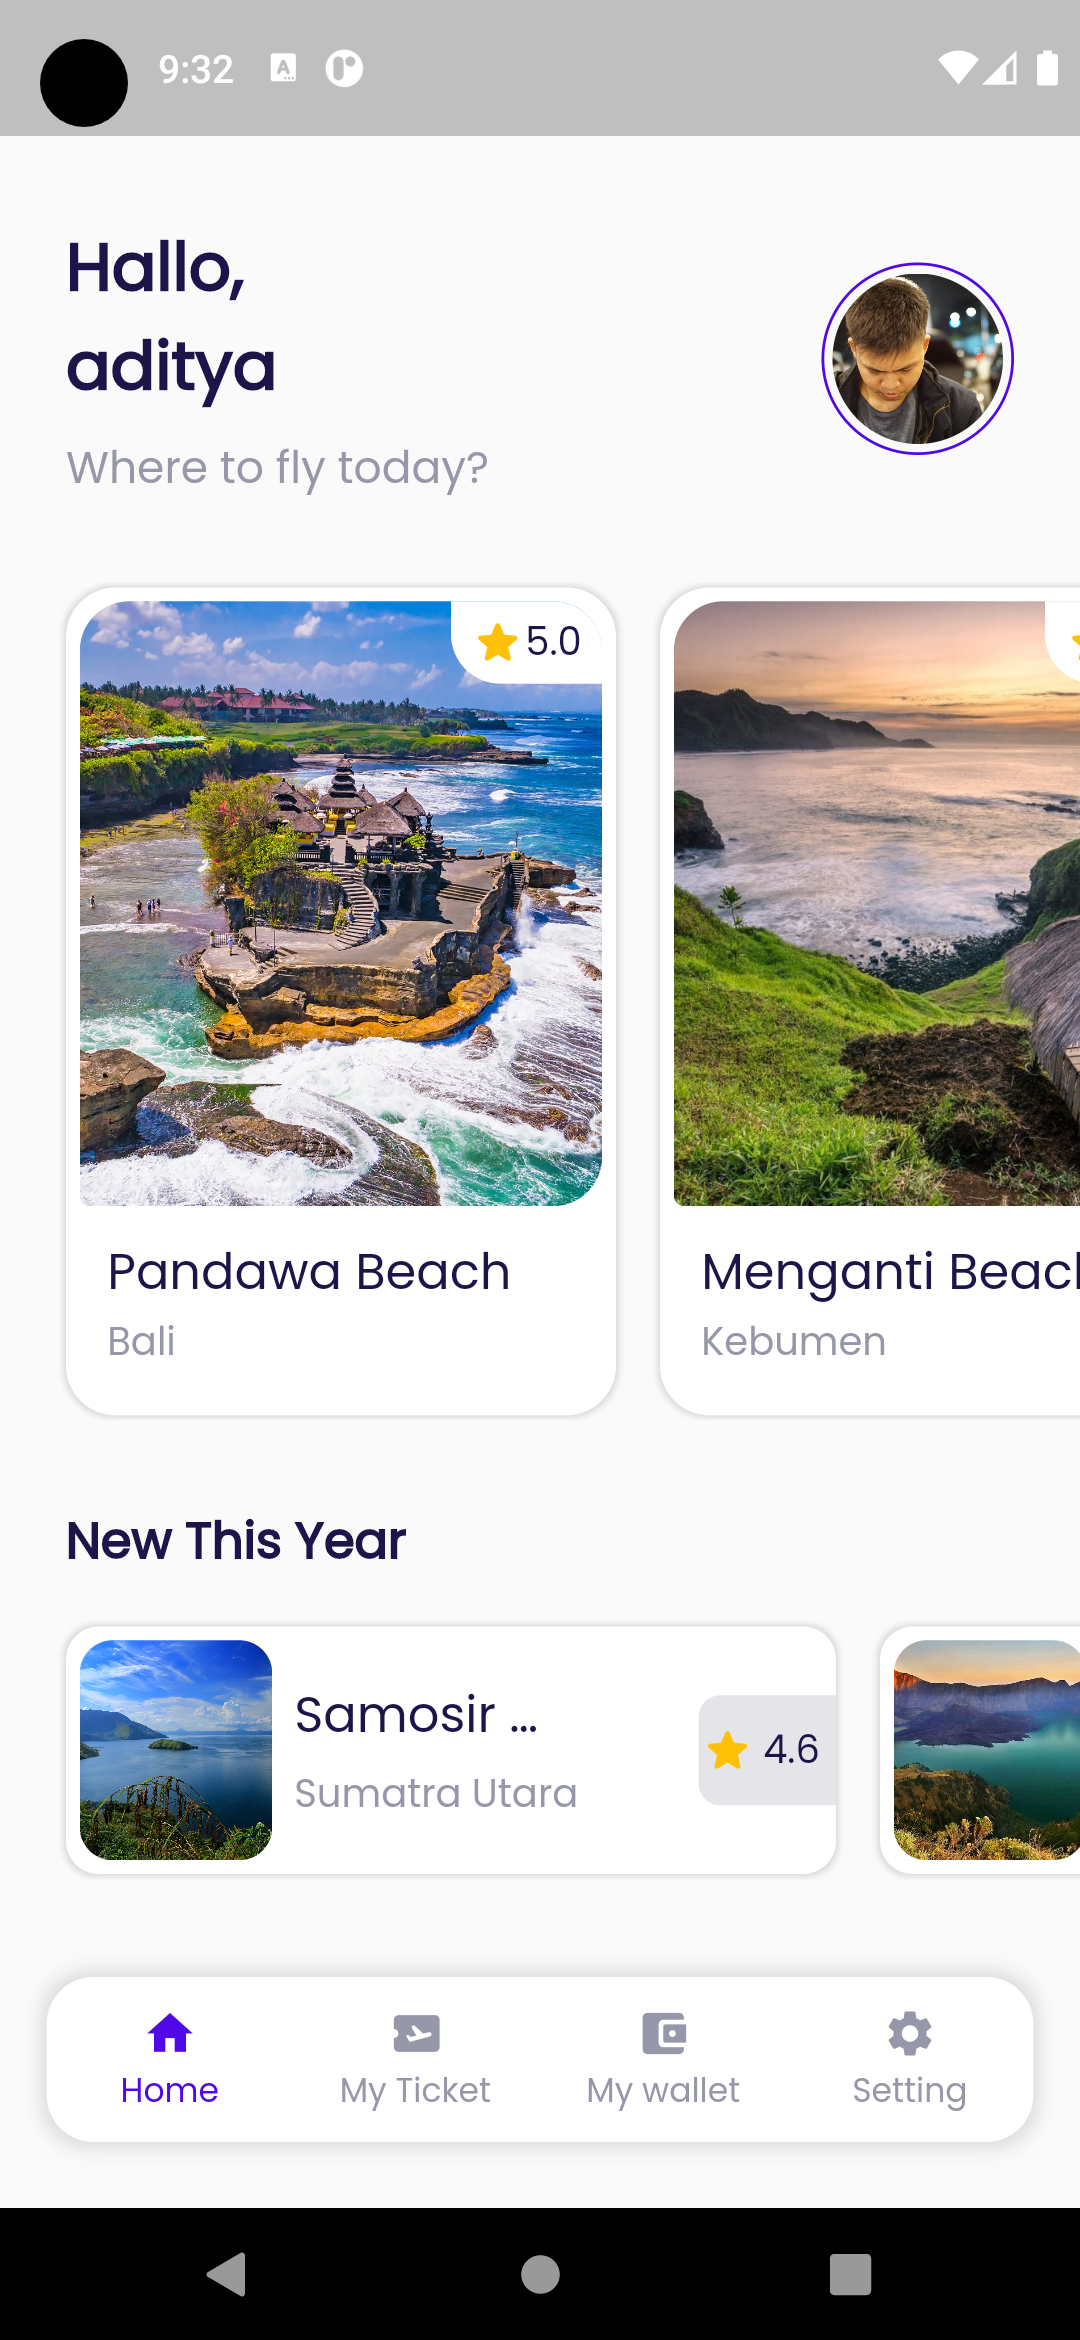 9:32
Hallo,
aditya
Where to fly today?
5.0
Pandawa Beach
Bali
Menganti Beach
Kebumen
New This Year
Samosir ...
Sumatra Utara
4.6
Home
My Ticket
My wallet
Setting